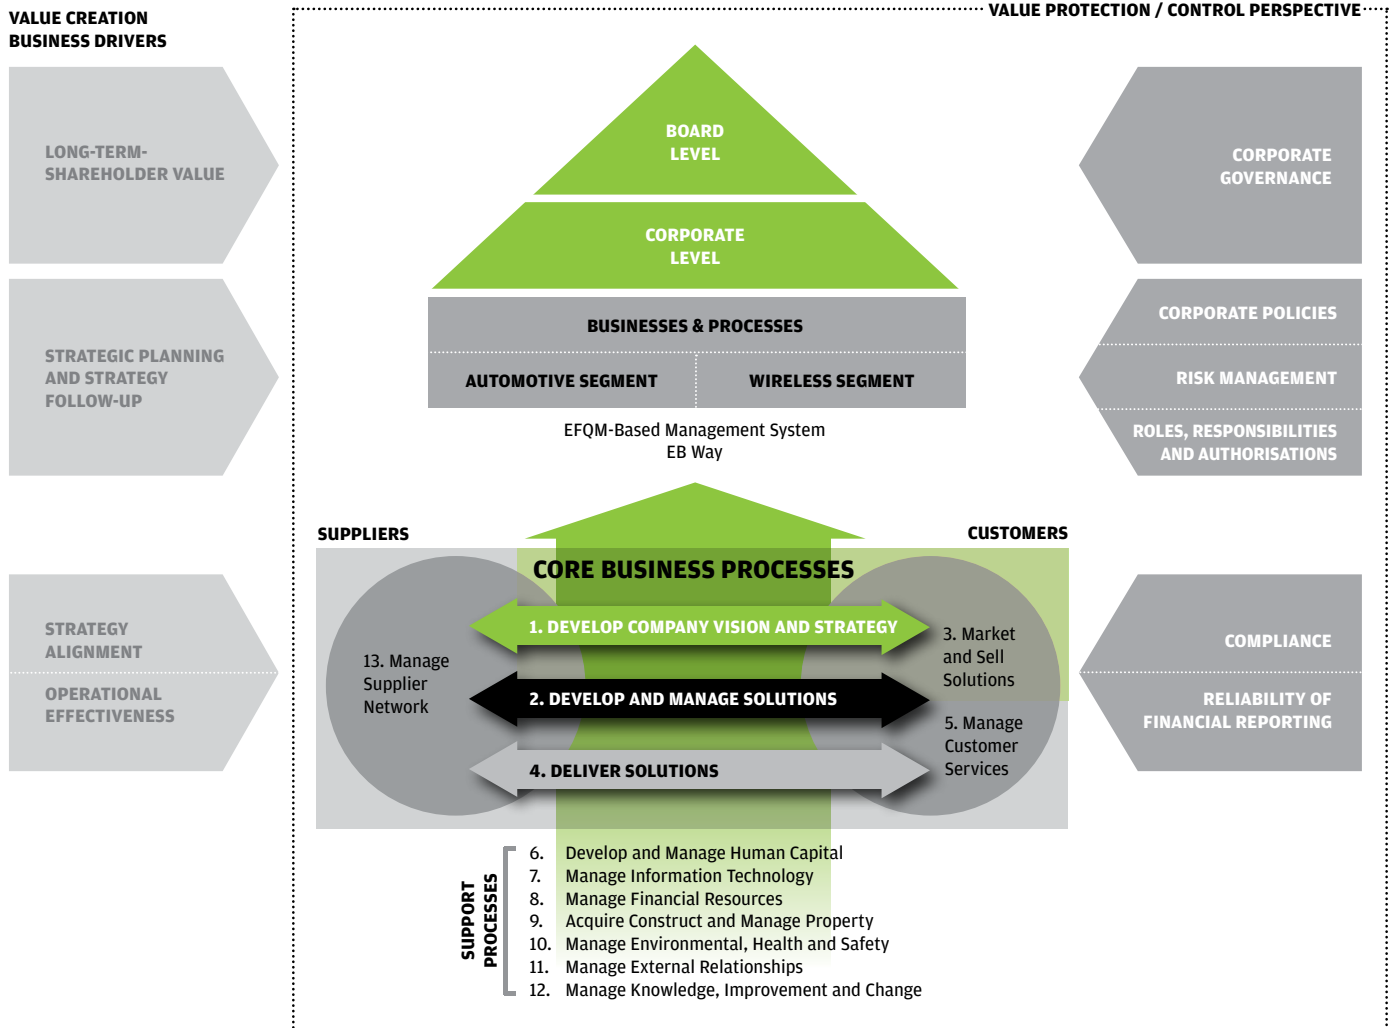 VALUE CREATION
BUSINESS DRIVERS
VALUE PROTECTION / CONTROL PERSPECTIVE
LONG-TERM-
SHAREHOLDER VALUE
STRATEGIC PLANNING
AND STRATEGY
FOLLOW-UP
STRATEGY
ALIGNMENT
OPERATIONAL
EFFECTIVENESS
BOARD
LEVEL
CORPORATE
LEVEL
BUSINESSES & PROCESSES
AUTOMOTIVE SEGMENT
WIRELESS SEGMENT
EFQM-Based Management System
EB Way
SUPPLIERS
CUSTOMERS
CORE BUSINESS PROCESSES
1. DEVELOP COMPANY VISION AND STRATEGY
2. DEVELOP AND MANAGE SOLUTIONS
4. DELIVER SOLUTIONS
13. Manage
Supplier
Network
3. Market
and Sell
Solutions
5. Manage
Customer
Services
SUPPORT
PROCESSES
6. Develop and Manage Human Capital
7. Manage Information Technology
8. Manage Financial Resources
9. Acquire Construct and Manage Property
10. Manage Environmental, Health and Safety
11. Manage External Relationships
12. Manage Knowledge, Improvement and Change
CORPORATE
GOVERNANCE
CORPORATE POLICIES
RISK MANAGEMENT
ROLES, RESPONSIBILITIES
AND AUTHORISATIONS
COMPLIANCE
RELIABILITY OF
FINANCIAL REPORTING